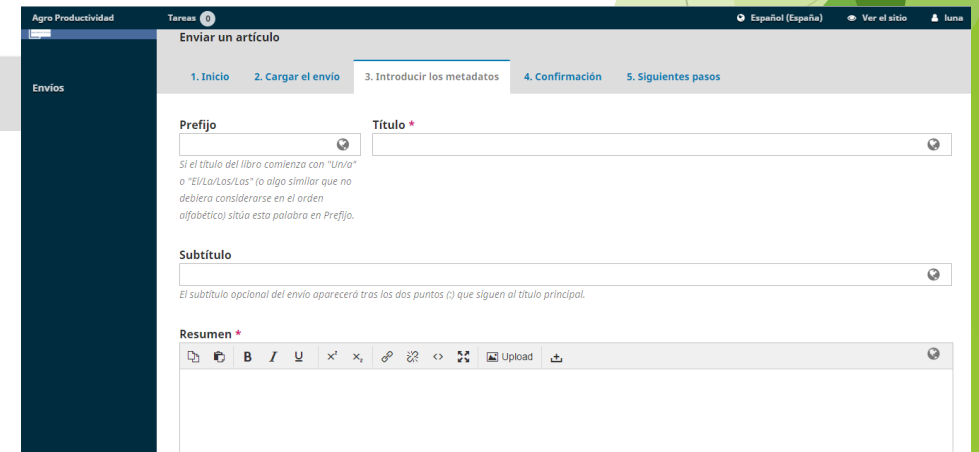 Agro Productividad Tareas 0 Español (España) Ver el sitio luna
Enviar un artículo
1. Inicio 2. Cargar el envío 3. Introducir los metadatos 4. Confirmación 5. Siguientes pasos
Envíos
Prefijo Título *
Si el título del libro comienza con "Un/a"
o "El/La/Los/Las" (o algo similar que no
debiera considerarse en el orden
alfabético) sitúa esta palabra en Prefijo.
Subtítulo
El subtítulo opcional del envío aparecerá tras los dos puntos (:) que siguen al título principal.
Resumen *
B I U x² x₂ Upload